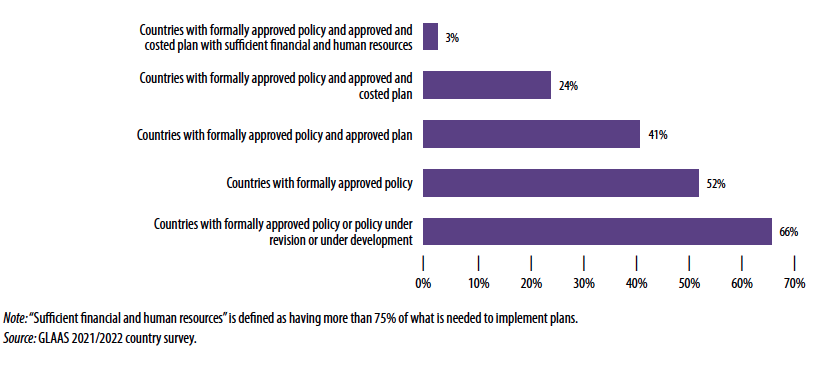 Countries with formally approved policy and approved and
costed plan with sufficient financial and human resources
3%
Countries with formally approved policy and approved and
costed plan
24%
Countries with formally approved policy and approved plan
41%
Countries with formally approved policy
52%
Countries with formally approved policy or policy under
revision or under development
66%
0% 10% 20% 30% 40% 50% 60% 70%
Note: “Sufficient financial and human resources” is defined as having more than 75% of what is needed to implement plans.
Source: GLAAS 2021/2022 country survey.